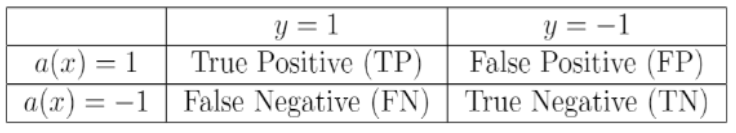 y = 1 y = −1
a(x) = 1 True Positive (TP) False Positive (FP)
a(x) = −1 False Negative (FN) True Negative (TN)